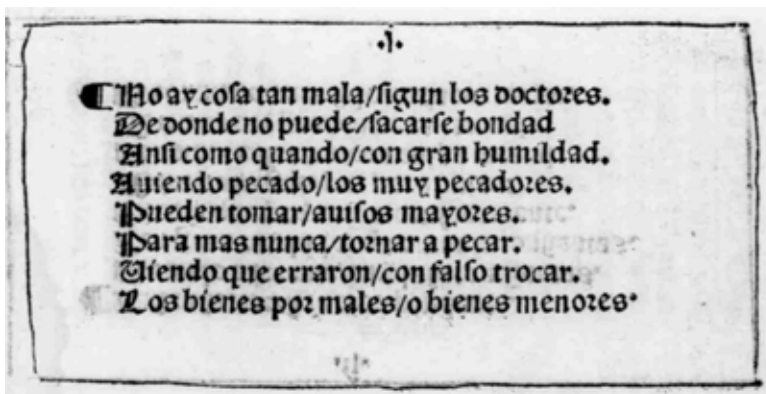 .j.
¶ No ay cosa tan mala/sigun los doctores.
De donde no puede/sacarse bondad
Ansi como quando/con gran humildad.
Auiendo pecado/los muy pecadores.
Pueden tomar/auisos mayores.
Para mas nunca/tornar a pecar.
Uiendo que erraron/con falso trocar.
Los bienes por males/o bienes menores.